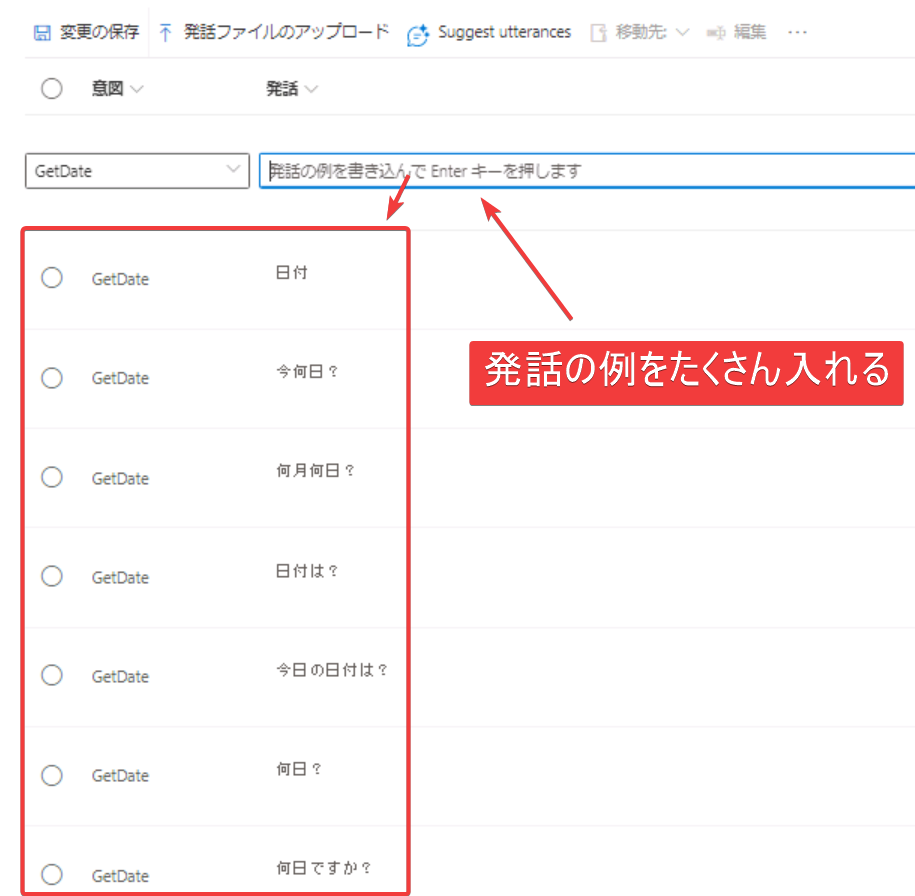 変更の保存 発話ファイルのアップロード Suggest utterances 移動先: 編集 ...
意図 発話
GetDate 発話の例を書き込んで Enter キーを押します
GetDate 日付
発話の例をたくさん入れる
GetDate 今何日？
GetDate 何月何日？
GetDate 日付は？
GetDate 今日の日付は？
GetDate 何日？
GetDate 何日ですか？